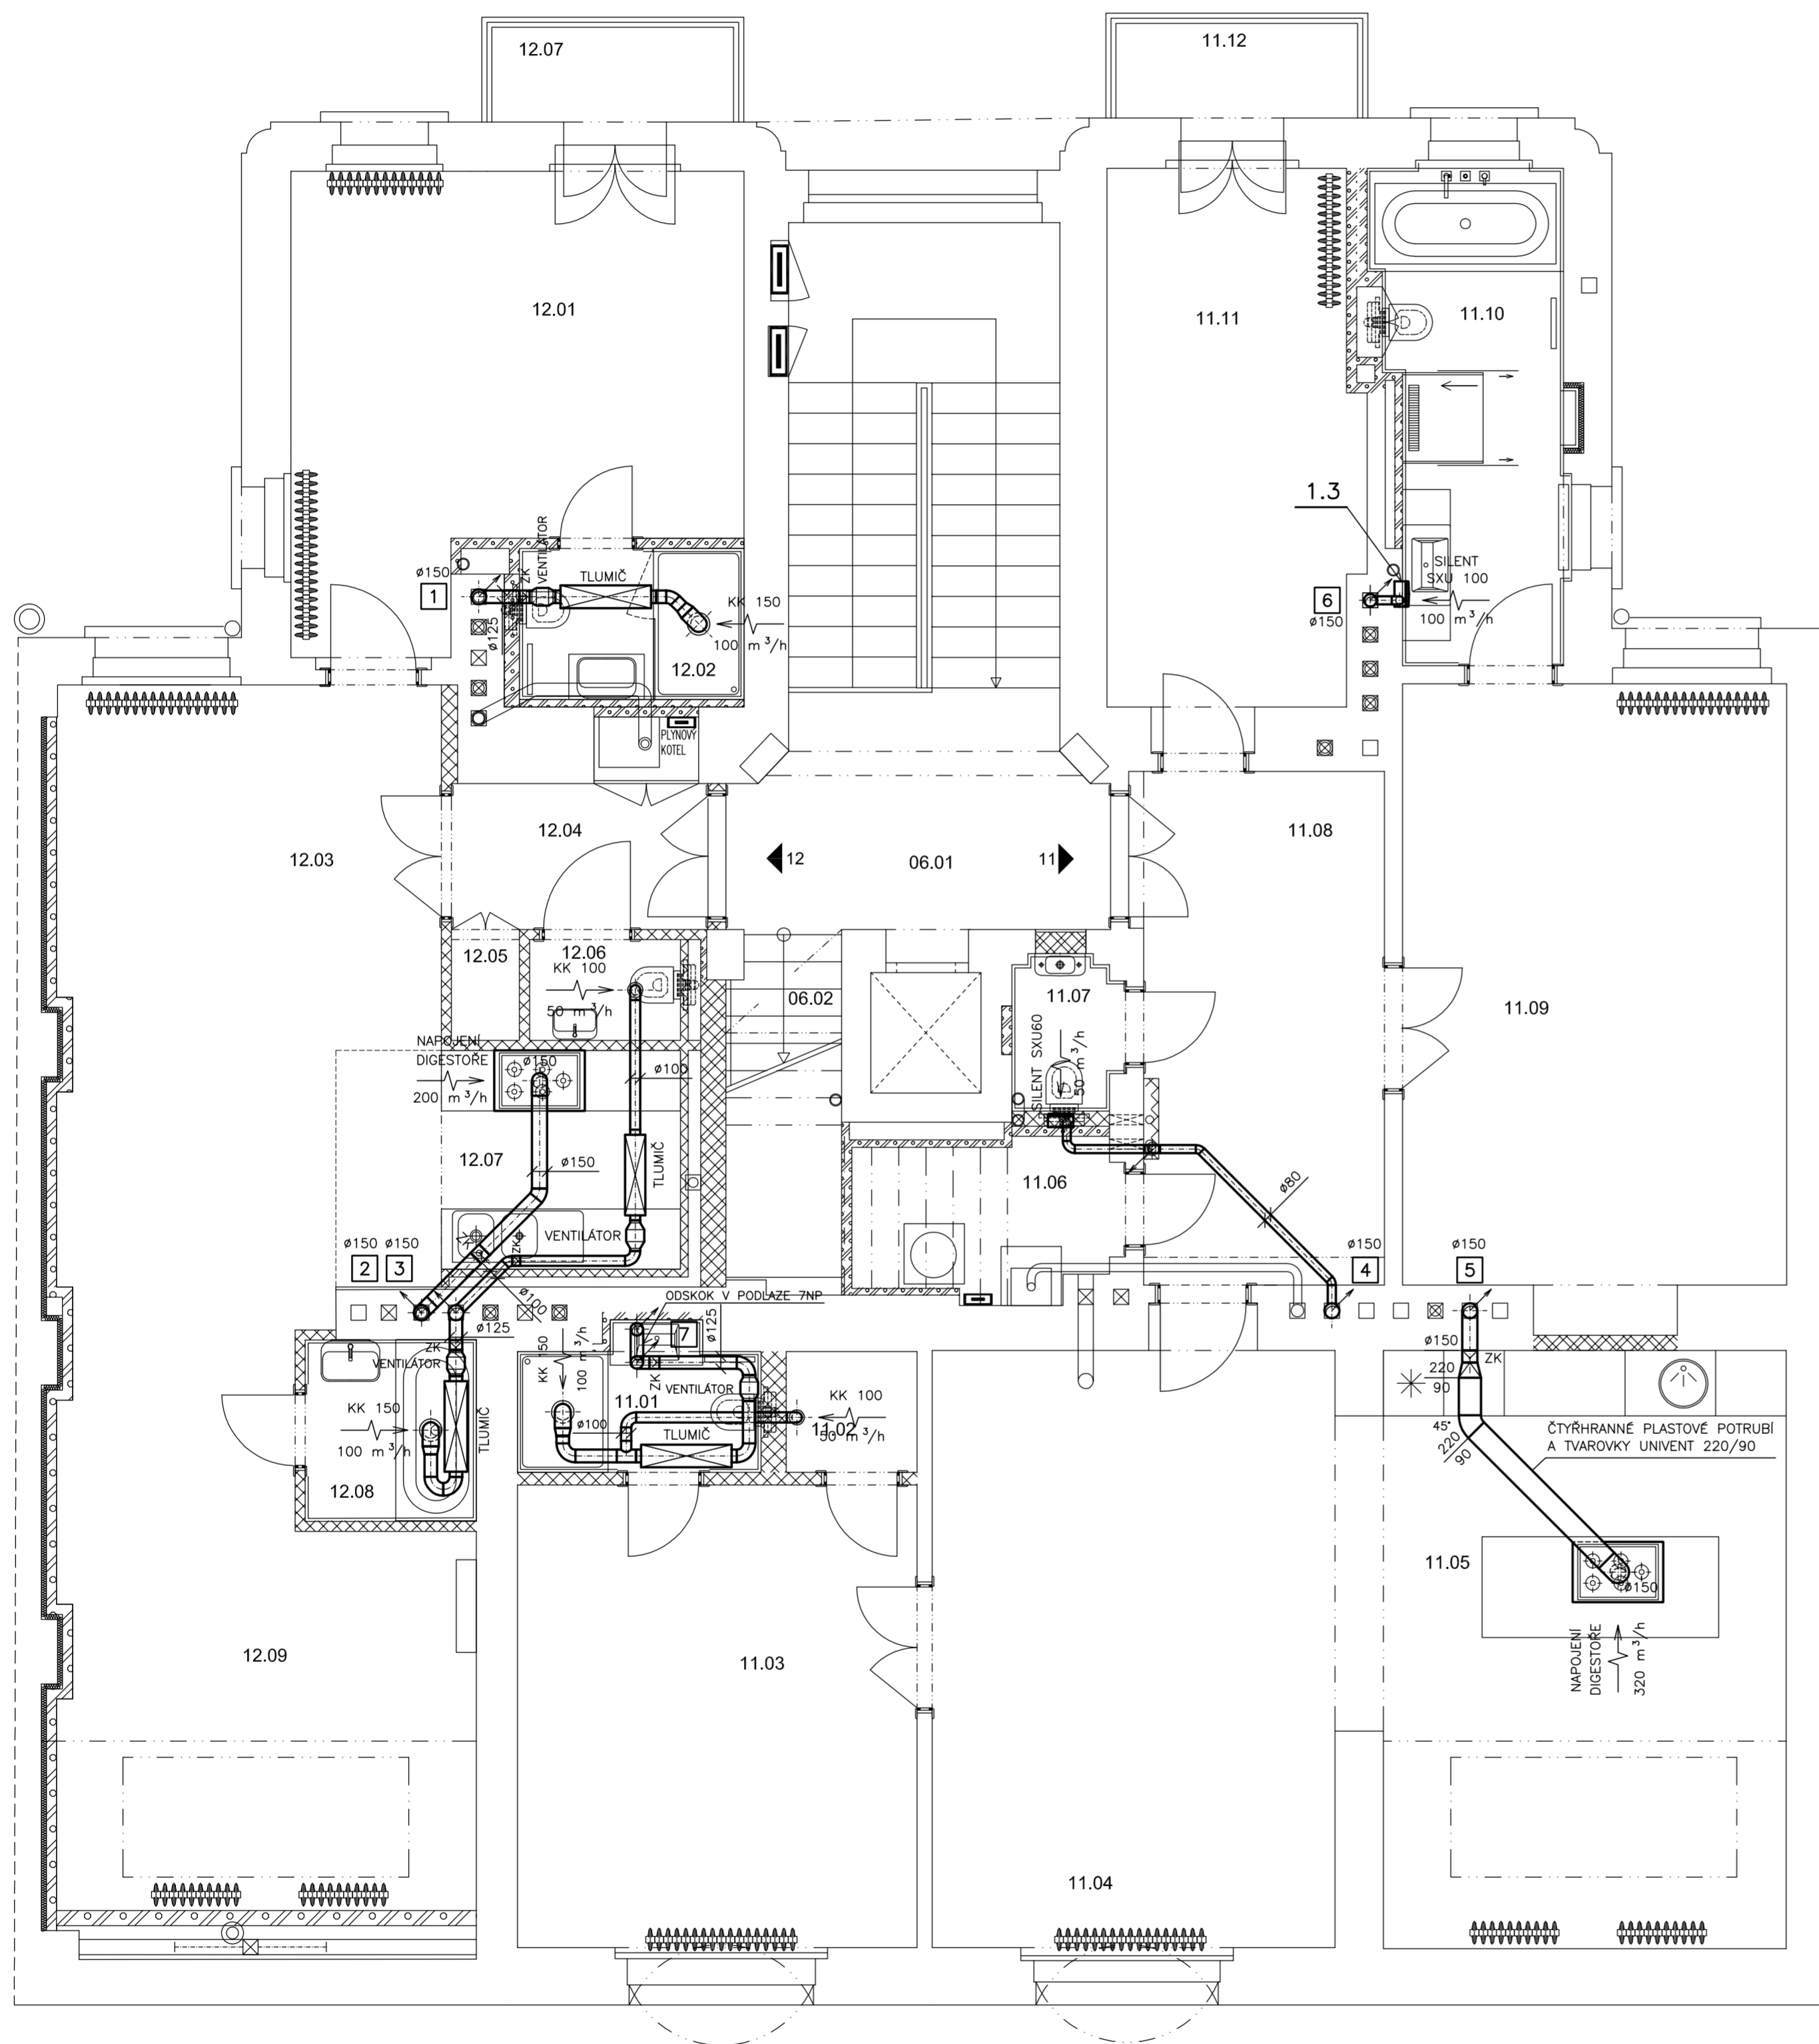 12.07
11.12
12.01
11.11
11.10
1.3
ø150
1
ZK
VENTILÁTOR
TLUMIČ
KK 150
100 m³/h
ø125
12.02
PLYNOVÝ
KOTEL
SILENT
SXU 100
100 m³/h
6
ø150
12.03
12.04
12
06.01
11
11.08
12.05
12.06
KK 100
50 m³/h
06.02
11.07
SILENT SXU60
50 m³/h
11.09
NAPOJENÍ
DIGESTOŘE
200 m³/h
ø150
ø100
12.07
ø150
TLUMIČ
VENTILÁTOR
ZK
ZK
11.06
ø80
ø150 ø150
2 3
ø100
ø125
ODSKOK V PODLAZE 7NP
ø150
4
ø150
5
7
ø125
ZK
VENTILÁTOR
KK 150
100 m³/h
ZK
VENTILÁTOR
11.01
ø100
TLUMIČ
KK 100
11.02
50 m³/h
KK 150
100 m³/h
TLUMIČ
12.08
ø150
ZK
220
90
45°
220
90
ČTYŘHRANNÉ PLASTOVÉ POTRUBÍ
A TVAROVKY UNIVENT 220/90
11.05
ø150
NAPOJENÍ
DIGESTOŘE
320 m³/h
12.09
11.03
11.04